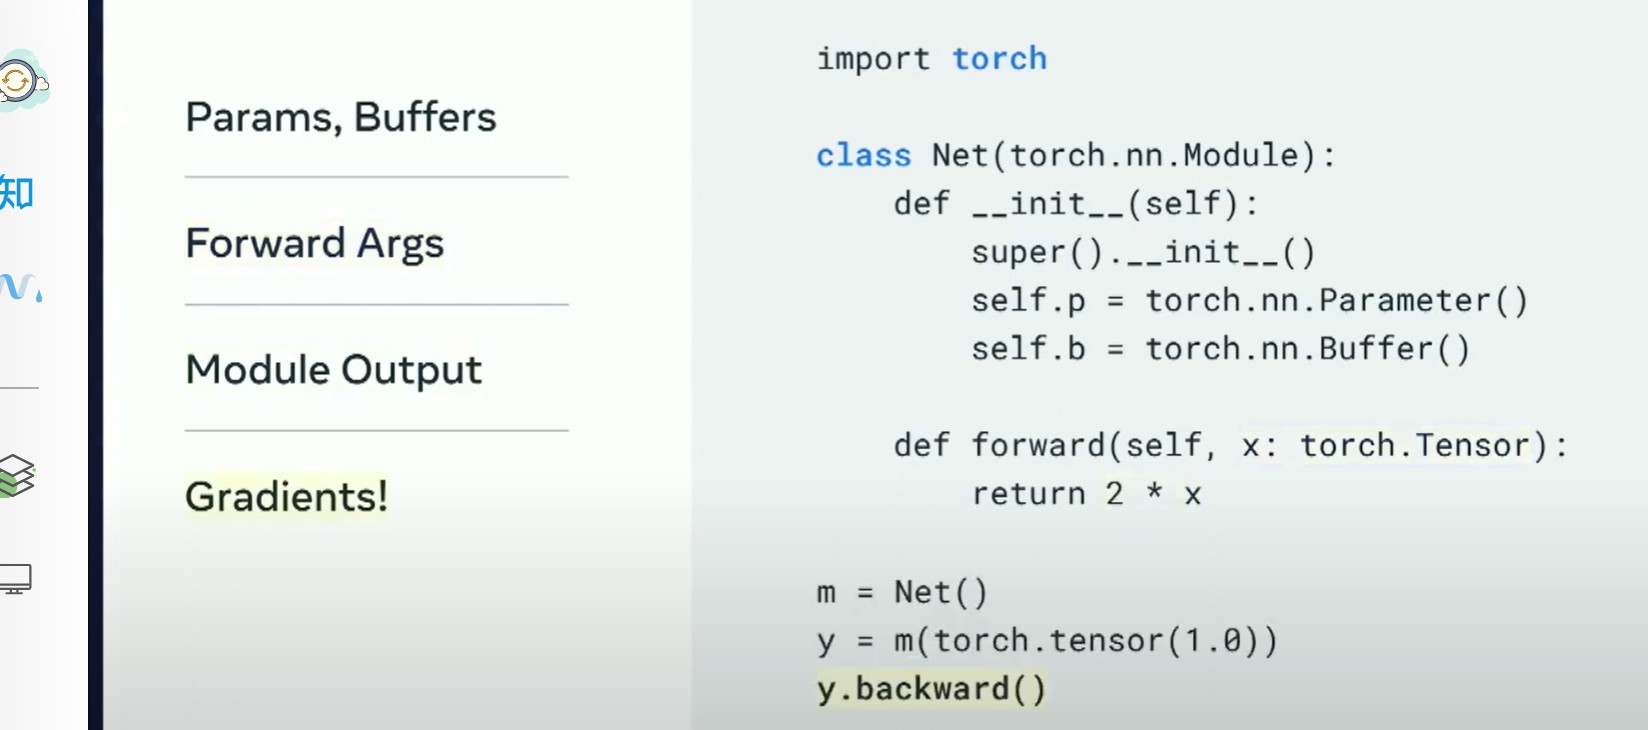 知
Params, Buffers
Forward Args
Module Output
Gradients!
import torch
class Net(torch.nn.Module):
def __init__(self):
super().__init__()
self.p = torch.nn.Parameter()
self.b = torch.nn.Buffer()
def forward(self, x: torch.Tensor):
return 2 * x
m = Net()
y = m(torch.tensor(1.0))
y.backward()